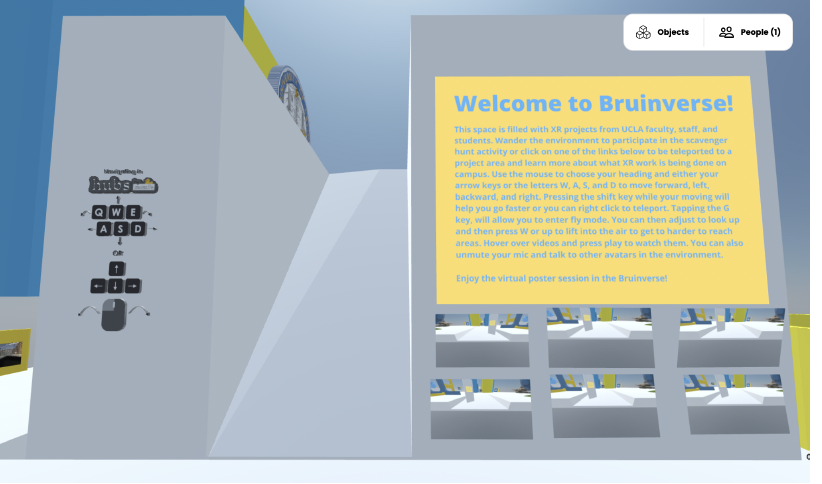 Objects
People (1)
Navigating in
hubs
Q W E
A S D
OR
Welcome to Bruinverse!
This space is filled with XR projects from UCLA faculty, staff, and
students. Wander the environment to participate in the scavenger
hunt activity or click on one of the links below to be teleported to a
project area and learn more about what XR work is being done on
campus. Use the mouse to choose your heading and either your
arrow keys or the letters W, A, S, and D to move forward, left,
backward, and right. Pressing the shift key while your moving will
help you go faster or you can right click to teleport. Tapping the G
key, will allow you to enter fly mode. You can then adjust to look up
and then press W or up to lift into the air to get to harder to reach
areas. Hover over videos and press play to watch them. You can also
unmute your mic and talk to other avatars in the environment.
Enjoy the virtual poster session in the Bruinverse!